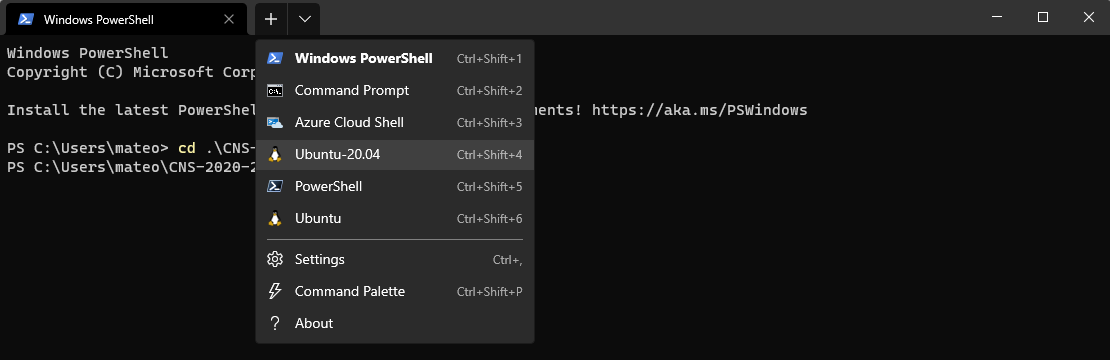 Windows PowerShell
Windows PowerShell
Copyright (C) Microsoft Corp
Install the latest PowerShel ments! https://aka.ms/PSWindows
PS C:\Users\mateo> cd .\CNS-
PS C:\Users\mateo\CNS-2020-2
Windows PowerShell Ctrl+Shift+1
Command Prompt Ctrl+Shift+2
Azure Cloud Shell Ctrl+Shift+3
Ubuntu-20.04 Ctrl+Shift+4
PowerShell Ctrl+Shift+5
Ubuntu Ctrl+Shift+6
Settings Ctrl+,
Command Palette Ctrl+Shift+P
About